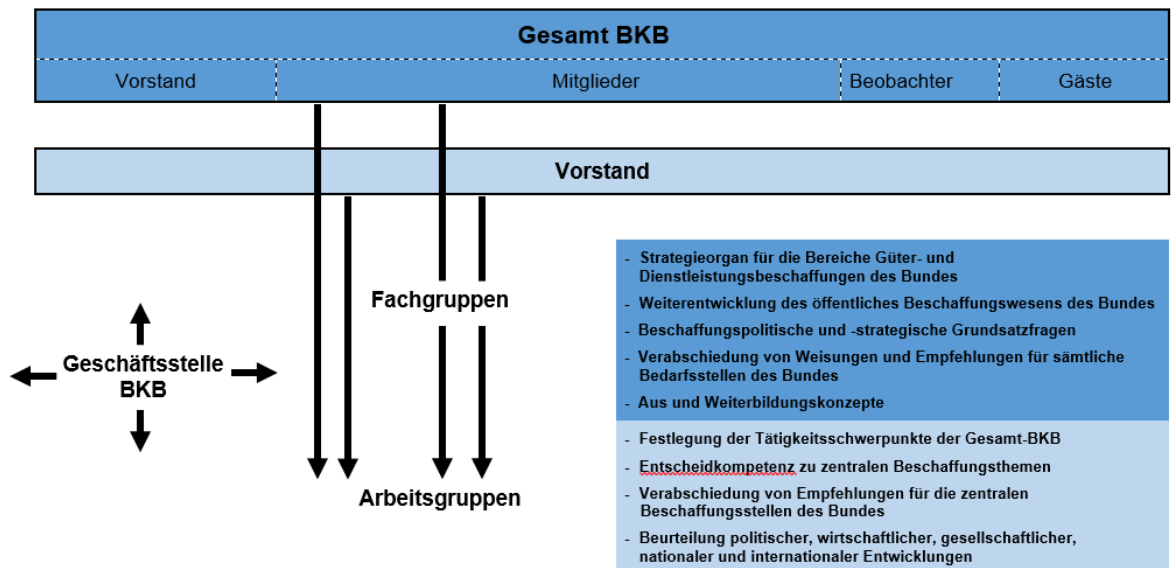 Gesamt BKB
Vorstand Mitglieder Beobachter Gäste
Vorstand
Fachgruppen
Geschäftsstelle
BKB
Arbeitsgruppen
- Strategieorgan für die Bereiche Güter- und
Dienstleistungsbeschaffungen des Bundes
- Weiterentwicklung des öffentliches Beschaffungswesens des Bundes
- Beschaffungspolitische und -strategische Grundsatzfragen
- Verabschiedung von Weisungen und Empfehlungen für sämtliche
Bedarfsstellen des Bundes
- Aus und Weiterbildungskonzepte
- Festlegung der Tätigkeitsschwerpunkte der Gesamt-BKB
- Entscheidkompetenz zu zentralen Beschaffungsthemen
- Verabschiedung von Empfehlungen für die zentralen
Beschaffungsstellen des Bundes
- Beurteilung politischer, wirtschaftlicher, gesellschaftlicher,
nationaler und internationaler Entwicklungen